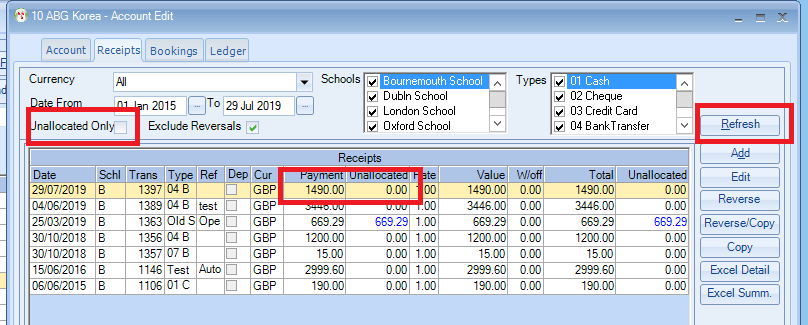 10 ABG Korea - Account Edit
Account Receipts Bookings Ledger
Currency All Schools Bournemouth School Types 01 Cash
Dubln School 02 Cheque
Date From 01 Jan 2015 ... To 29 Jul 2019 ... London School 03 Credit Card
Unallocated Only Exclude Reversals Oxford School 04 BankTransfer
Refresh
Receipts
Date Schl Trans Type Ref Dep Cur Payment Unallocated Rate Value W/off Total Unallocated
29/07/2019 B 1397 04 B GBP 1490.00 0.00 1.00 1490.00 0.00 1490.00 0.00
04/06/2019 B 1389 04 B test GBP 3446.00 0.00 1.00 3446.00 0.00 3446.00 0.00
25/03/2019 B 1363 Old S Ope GBP 669.29 669.29 1.00 669.29 0.00 669.29 669.29
30/10/2018 B 1356 04 B GBP 1200.00 0.00 1.00 1200.00 0.00 1200.00 0.00
30/10/2018 B 1357 07 B GBP 15.00 0.00 1.00 15.00 0.00 15.00 0.00
15/06/2016 B 1146 Test Auto GBP 2999.60 0.00 1.00 2999.60 0.00 2999.60 0.00
06/06/2015 B 1106 01 C GBP 190.00 0.00 1.00 190.00 0.00 190.00 0.00
Add
Edit
Reverse
Reverse/Copy
Copy
Excel Detail
Excel Summ.